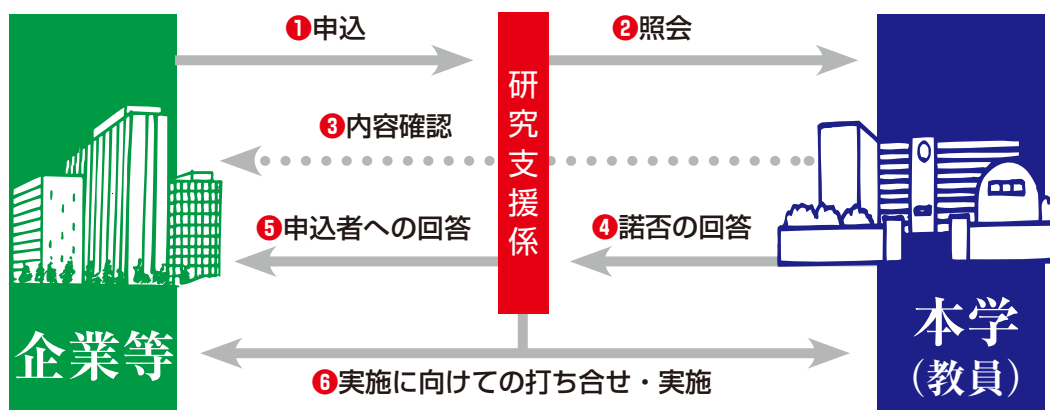 ❶申込
❷照会
研究支援係
❸内容確認
❹諾否の回答
❺申込者への回答
企業等
本学
(教員)
❻実施に向けての打ち合せ・実施